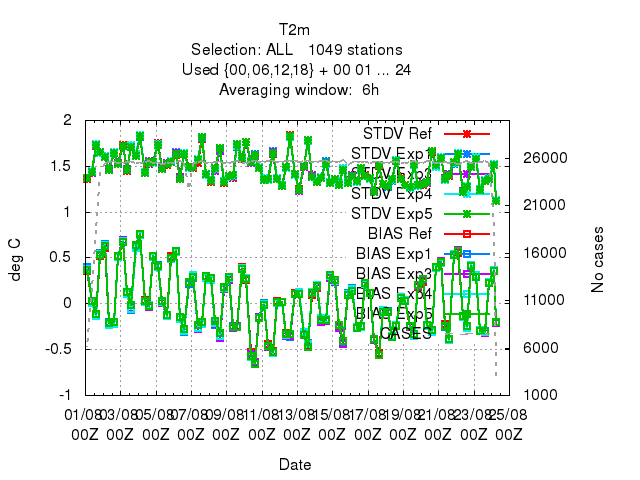 T2m
Selection: ALL 1049 stations
Used {00,06,12,18} + 00 01 ... 24
Averaging window: 6h
2
1.5
1
0.5
0
-0.5
-1
deg C
STDV Ref
STDV Exp1
STDV Exp3
STDV Exp4
STDV Exp5
BIAS Ref
BIAS Exp1
BIAS Exp3
BIAS Exp4
BIAS Exp5
CASES
26000
21000
16000
11000
6000
1000
No cases
01/08 03/08 05/08 07/08 09/08 11/08 13/08 15/08 17/08 19/08 21/08 23/08 25/08
00Z 00Z 00Z 00Z 00Z 00Z 00Z 00Z 00Z 00Z 00Z 00Z 00Z
Date